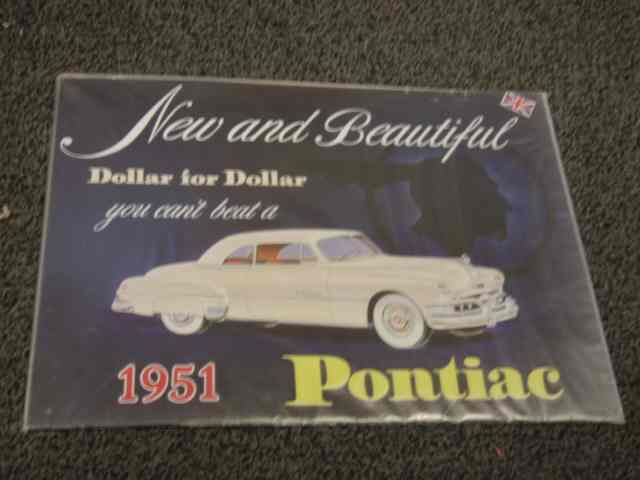 New and Beautiful
Dollar for Dollar
you can't beat a
1951 Pontiac